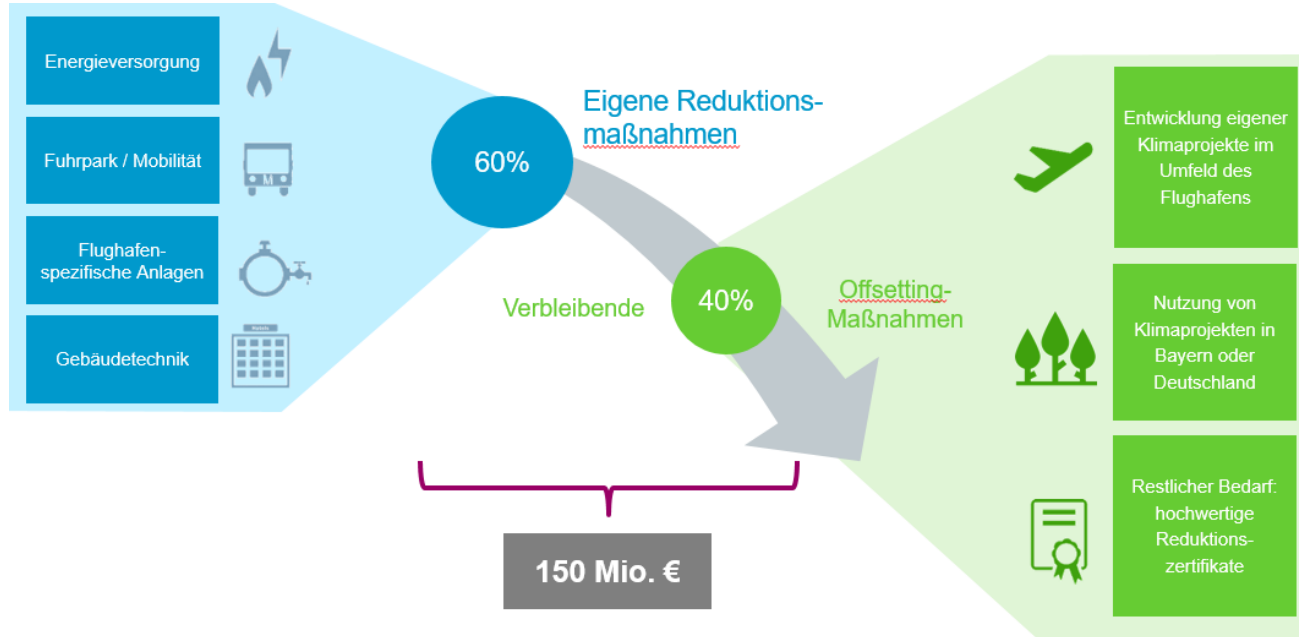 Energieversorgung
Fuhrpark / Mobilität
M
Flughafen-
spezifische Anlagen
Gebäudetechnik
60%
Eigene Reduktions-
maßnahmen
Verbleibende
40%
Offsetting-
Maßnahmen
150 Mio. €
Entwicklung eigener
Klimaprojekte im
Umfeld des
Flughafens
Nutzung von
Klimaprojekten in
Bayern oder
Deutschland
Restlicher Bedarf:
hochwertige
Reduktions-
zertifikate